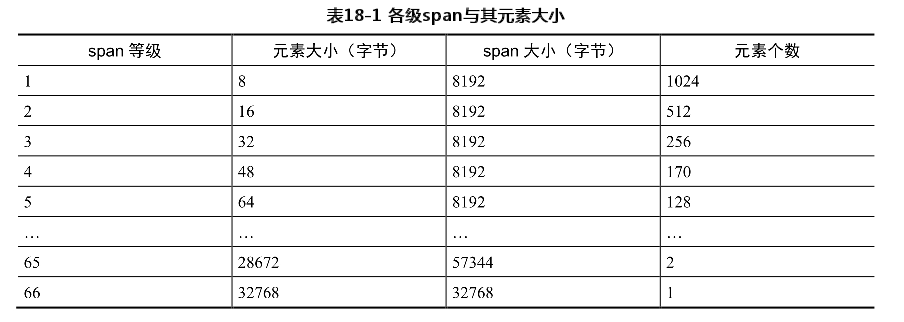 表18-1 各级span与其元素大小
span 等级 元素大小（字节） span 大小（字节） 元素个数
1 8 8192 1024
2 16 8192 512
3 32 8192 256
4 48 8192 170
5 64 8192 128
… … … …
65 28672 57344 2
66 32768 32768 1